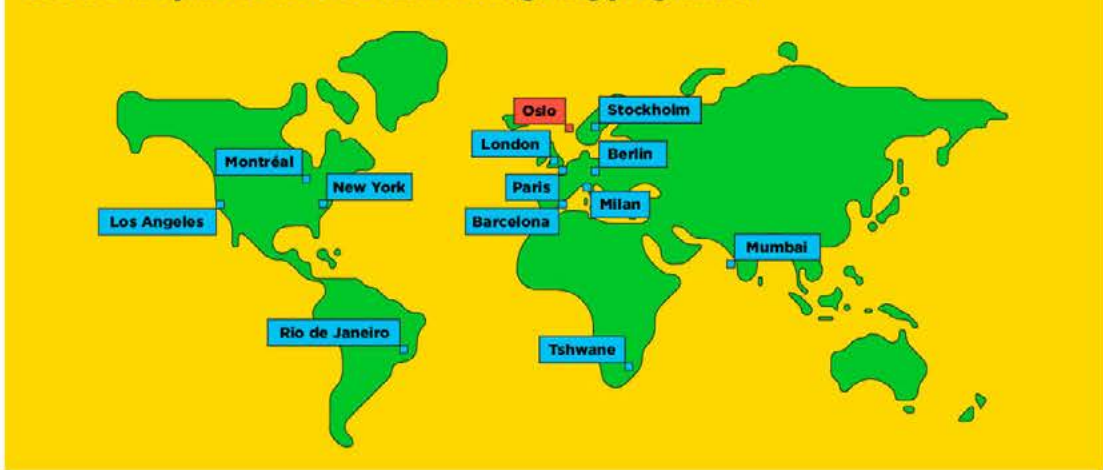 Oslo
Stockholm
London
Berlin
Montréal
New York
Paris
Milan
Los Angeles
Barcelona
Mumbai
Rio de Janeiro
Tshwane